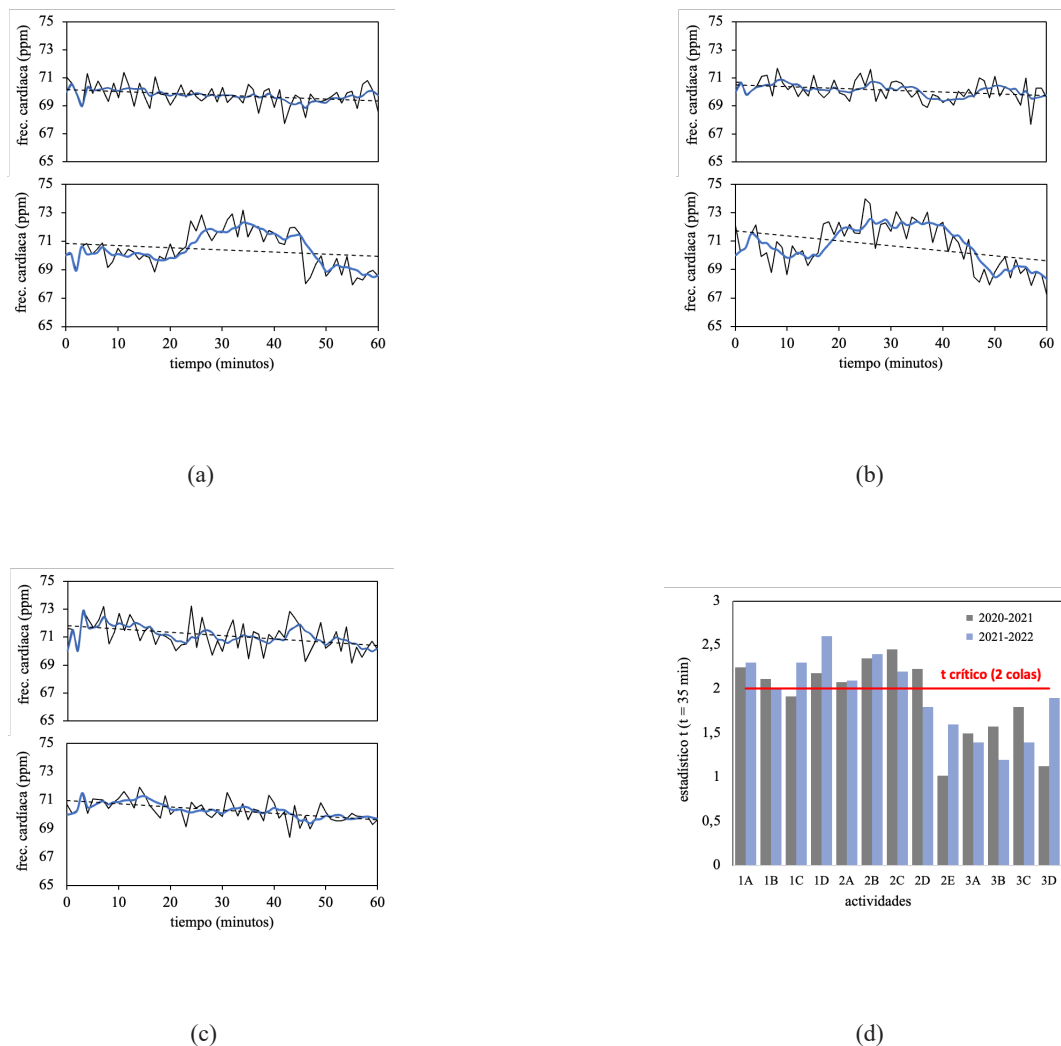 75
73
71
69
67
65
frec. cardiaca (ppm)
75
73
71
69
67
65
frec. cardiaca (ppm)
0 10 20 30 40 50 60
tiempo (minutos)
(a)
75
73
71
69
67
65
frec. cardiaca (ppm)
75
73
71
69
67
65
frec. cardiaca (ppm)
0 10 20 30 40 50 60
tiempo (minutos)
(b)
75
73
71
69
67
65
frec. cardiaca (ppm)
75
73
71
69
67
65
frec. cardiaca (ppm)
0 10 20 30 40 50 60
tiempo (minutos)
(c)
3
2,5
2
1,5
1
0,5
0
estadístico t (t = 35 min)
2020-2021
2021-2022
t crítico (2 colas)
1A 1B 1C 1D 2A 2B 2C 2D 2E 3A 3B 3C 3D
actividades
(d)